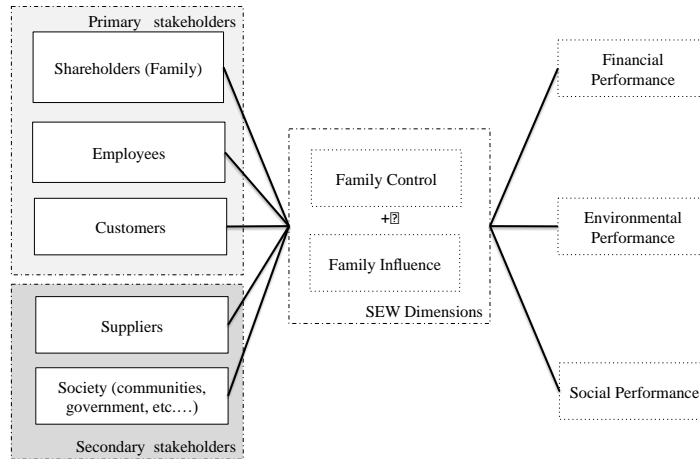 Primary stakeholders
Shareholders (Family)
Employees
Customers
Suppliers
Society (communities,
government, etc.…)
Secondary stakeholders
Family Control
+
Family Influence
SEW Dimensions
Financial
Performance
Environmental
Performance
Social Performance